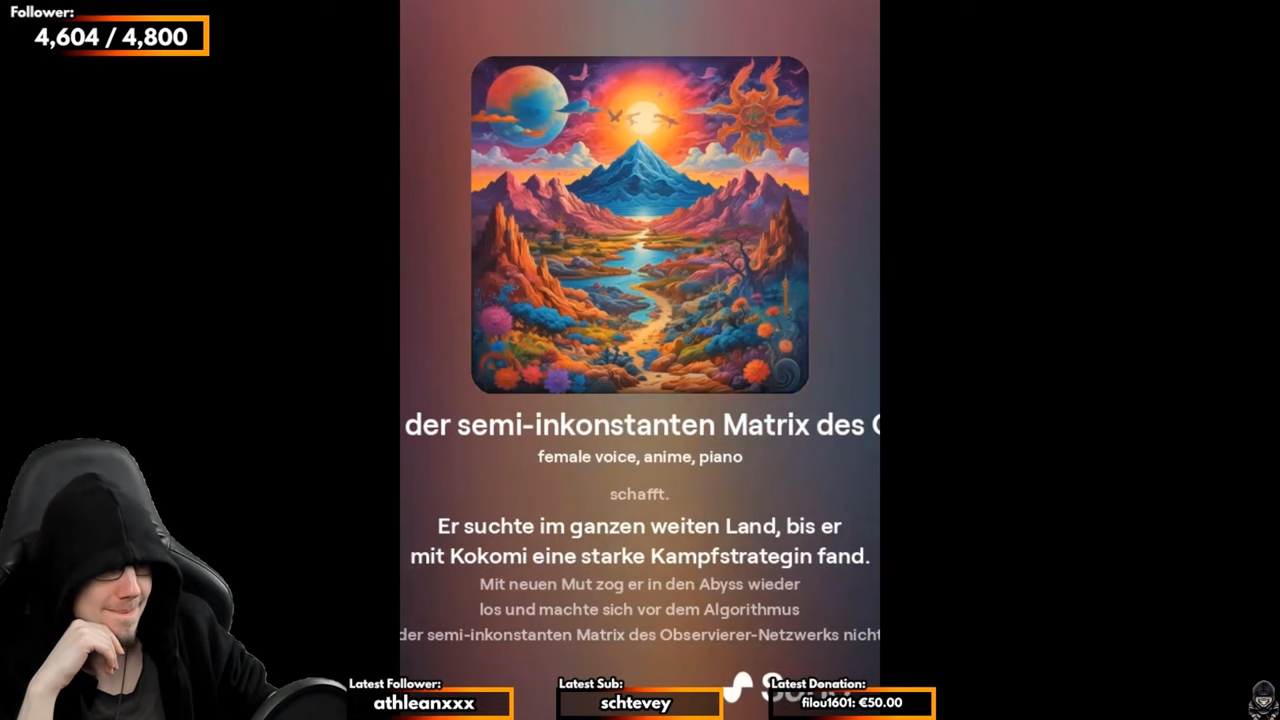 Follower:
4,604 / 4,800
der semi-inkonstanten Matrix des
female voice, anime, piano
schafft.
Er suchte im ganzen weiten Land, bis er
mit Kokomi eine starke Kampfstrategin fand.
Mit neuen Mut zog er in den Abyss wieder
los und machte sich vor dem Algorithmus
der semi-inkonstanten Matrix des Observierer-Netzwerks nicht
Latest Follower:
athleanxxx
Latest Sub:
schtevey
Latest Donation:
filou1601: €50.00